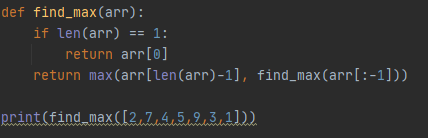 def find_max(arr):
    if len(arr) == 1:
        return arr[0]
    return max(arr[len(arr)-1], find_max(arr[:-1]))
print(find_max([2,7,4,5,9,3,1]))